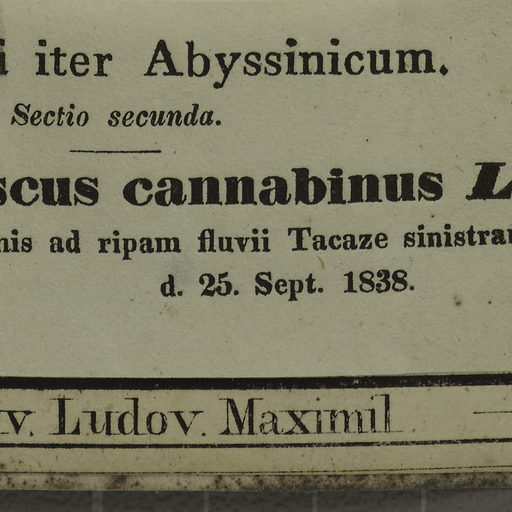 i iter Abyssinicum.
Sectio secunda.
scus cannabinus L
nis ad ripam fluvii Tacaze sinistra
d. 25. Sept. 1838.
v. Ludov. Maximil